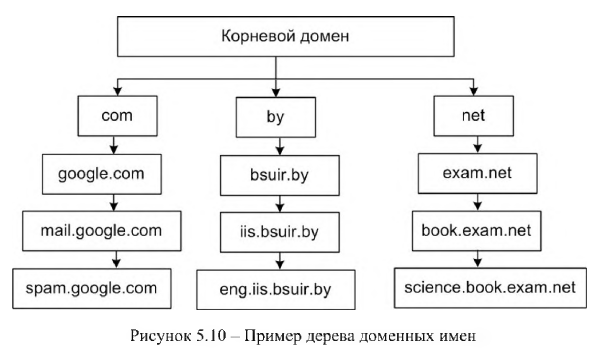 Корневой домен
com
by
net
google.com
bsuir.by
exam.net
mail.google.com
iis.bsuir.by
book.exam.net
spam.google.com
eng.iis.bsuir.by
science.book.exam.net
Рисунок 5.10 – Пример дерева доменных имен